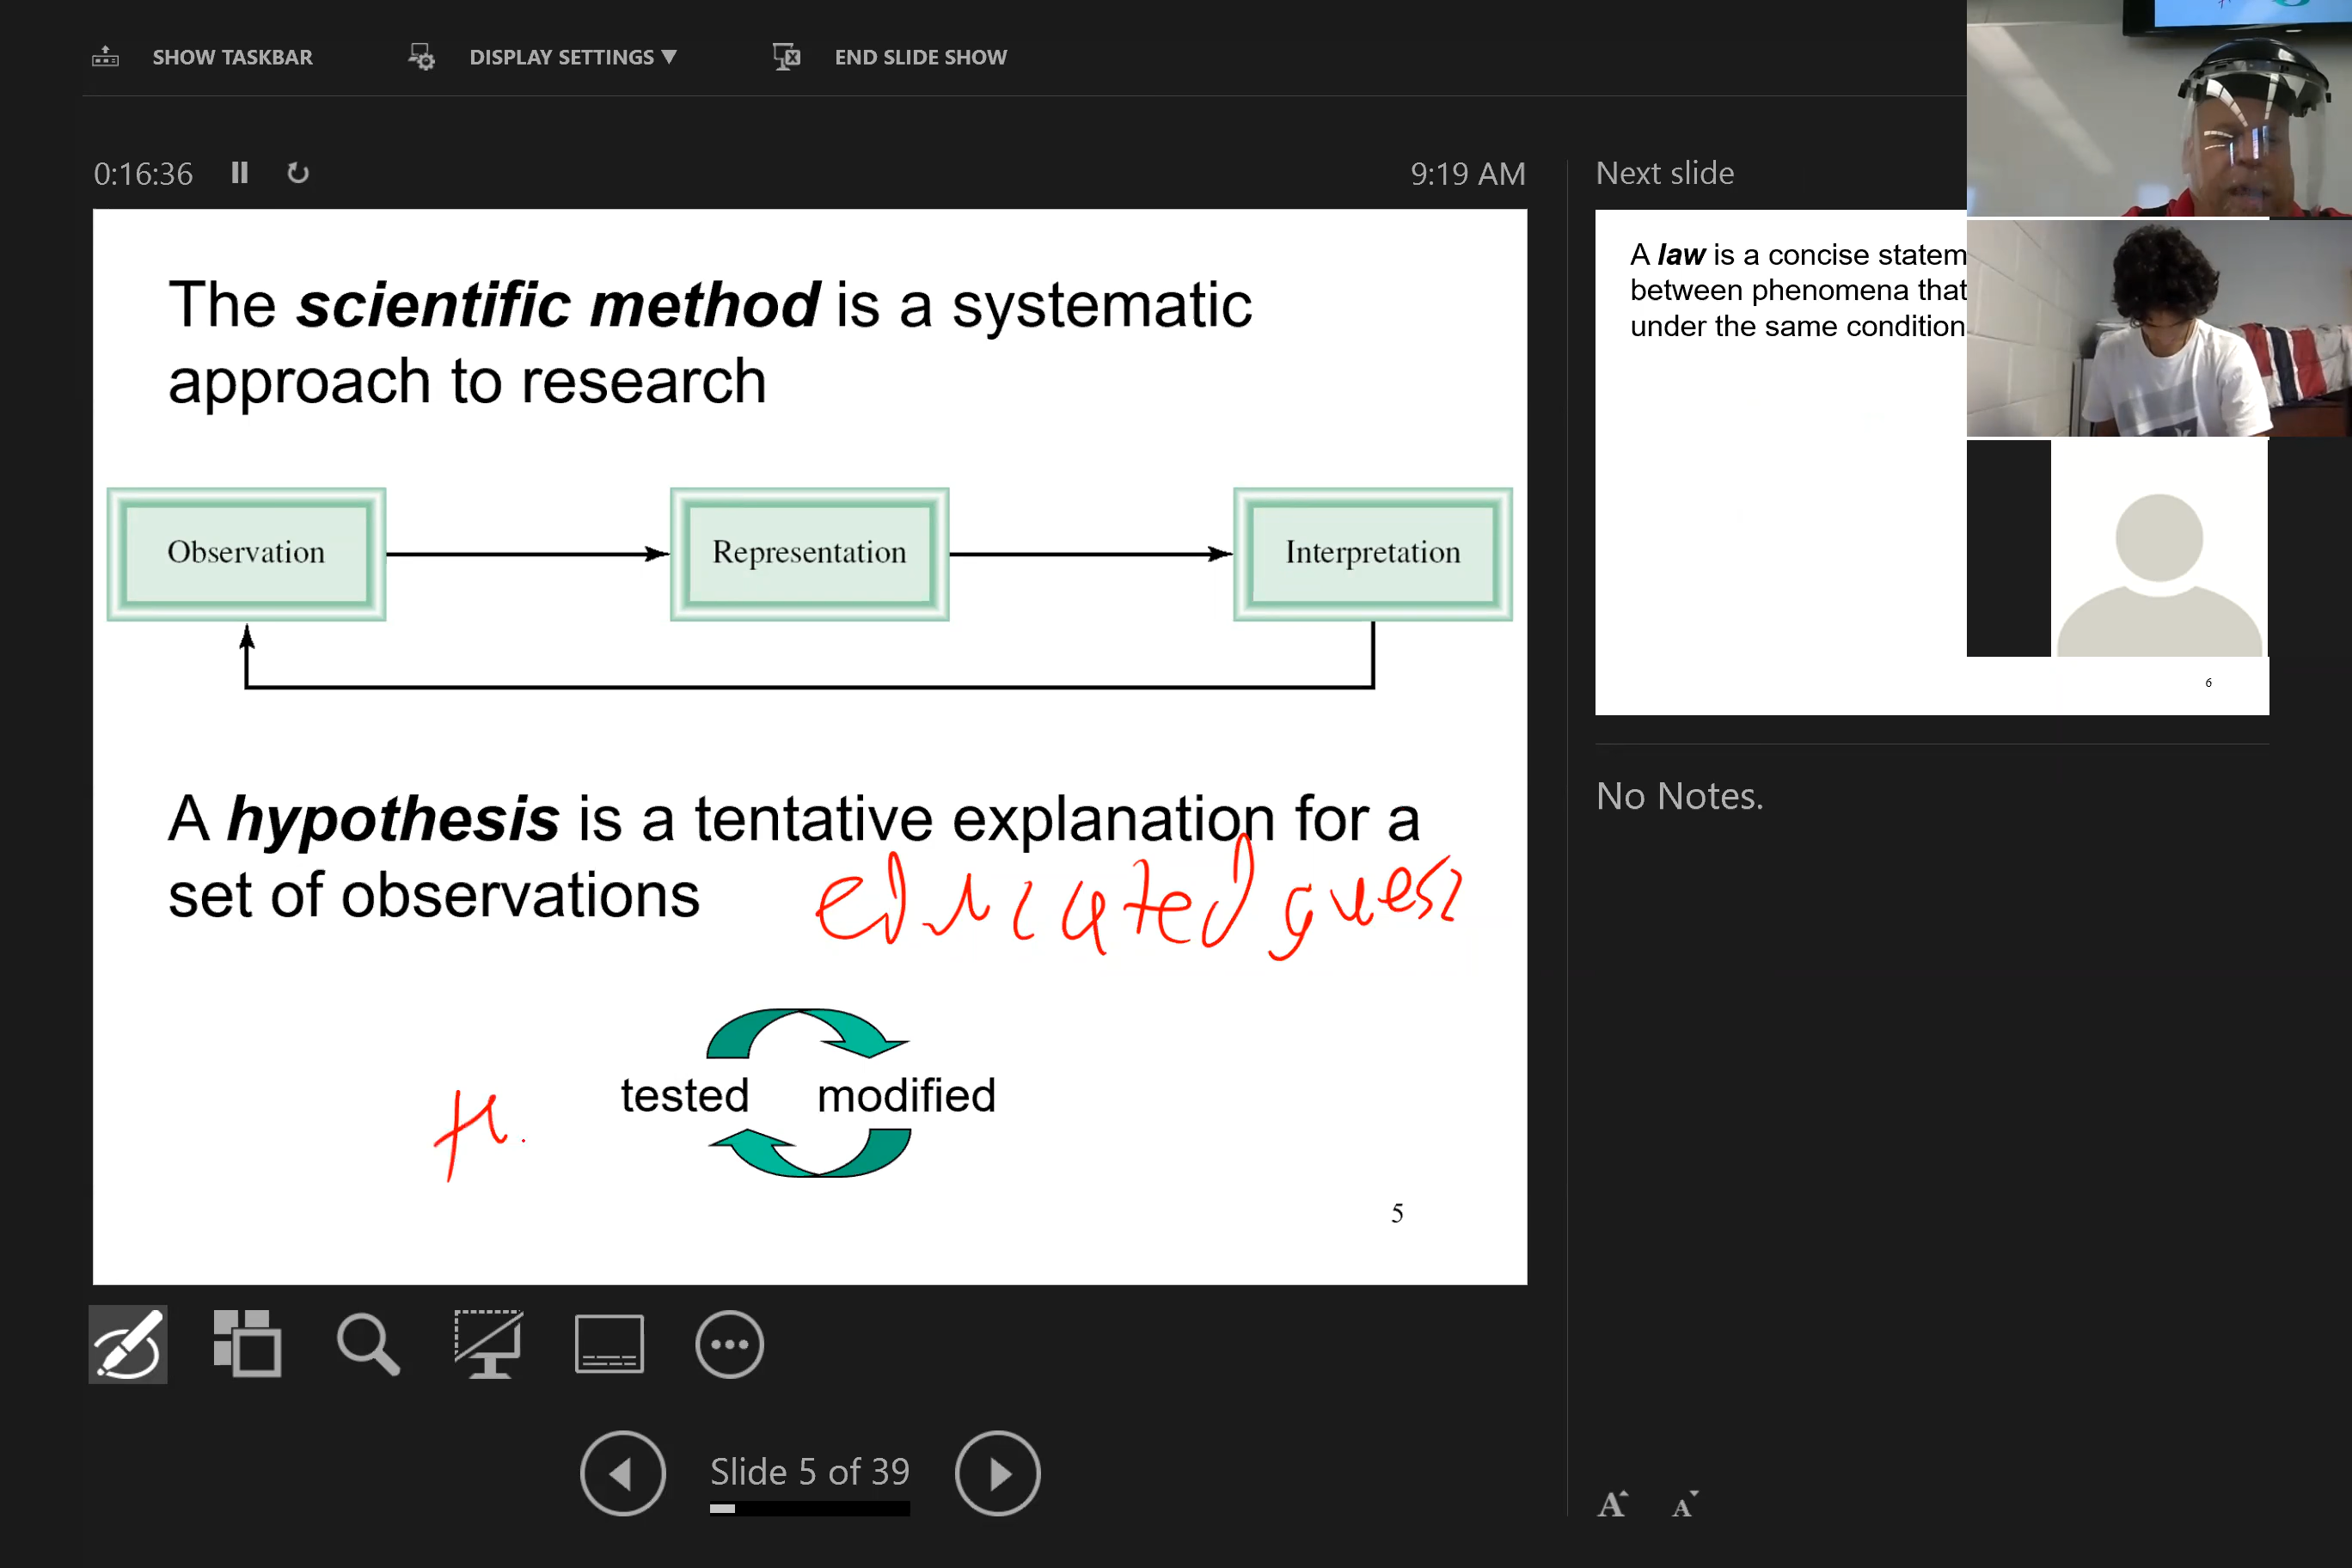 SHOW TASKBAR DISPLAY SETTINGS ▼ END SLIDE SHOW
0:16:36 9:19 AM
The scientific method is a systematic
approach to research
Observation Representation Interpretation
A hypothesis is a tentative explanation for a
set of observations
educated guess
tested modified
5
Next slide
A law is a concise statem
between phenomena that
under the same condition
6
No Notes.
Slide 5 of 39
A A